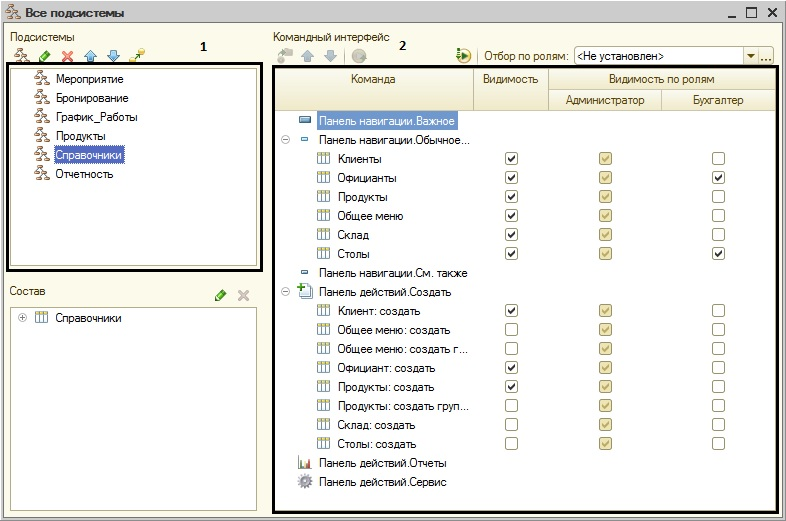 Все подсистемы
Подсистемы
1
Мероприятие
Бронирование
График_Работы
Продукты
Справочники
Отчетность
Состав
Справочники
Командный интерфейс
2
Отбор по ролям: <Не установлен>
Команда Видимость Видимость по ролям
Администратор Бухгалтер
Панель навигации.Важное
Панель навигации.Обычное...
Клиенты
Официанты
Продукты
Общее меню
Склад
Столы
Панель навигации.См. также
Панель действий.Создать
Клиент: создать
Общее меню: создать
Общее меню: создать г...
Официант: создать
Продукты: создать
Продукты: создать груп...
Склад: создать
Столы: создать
Панель действий.Отчеты
Панель действий.Сервис